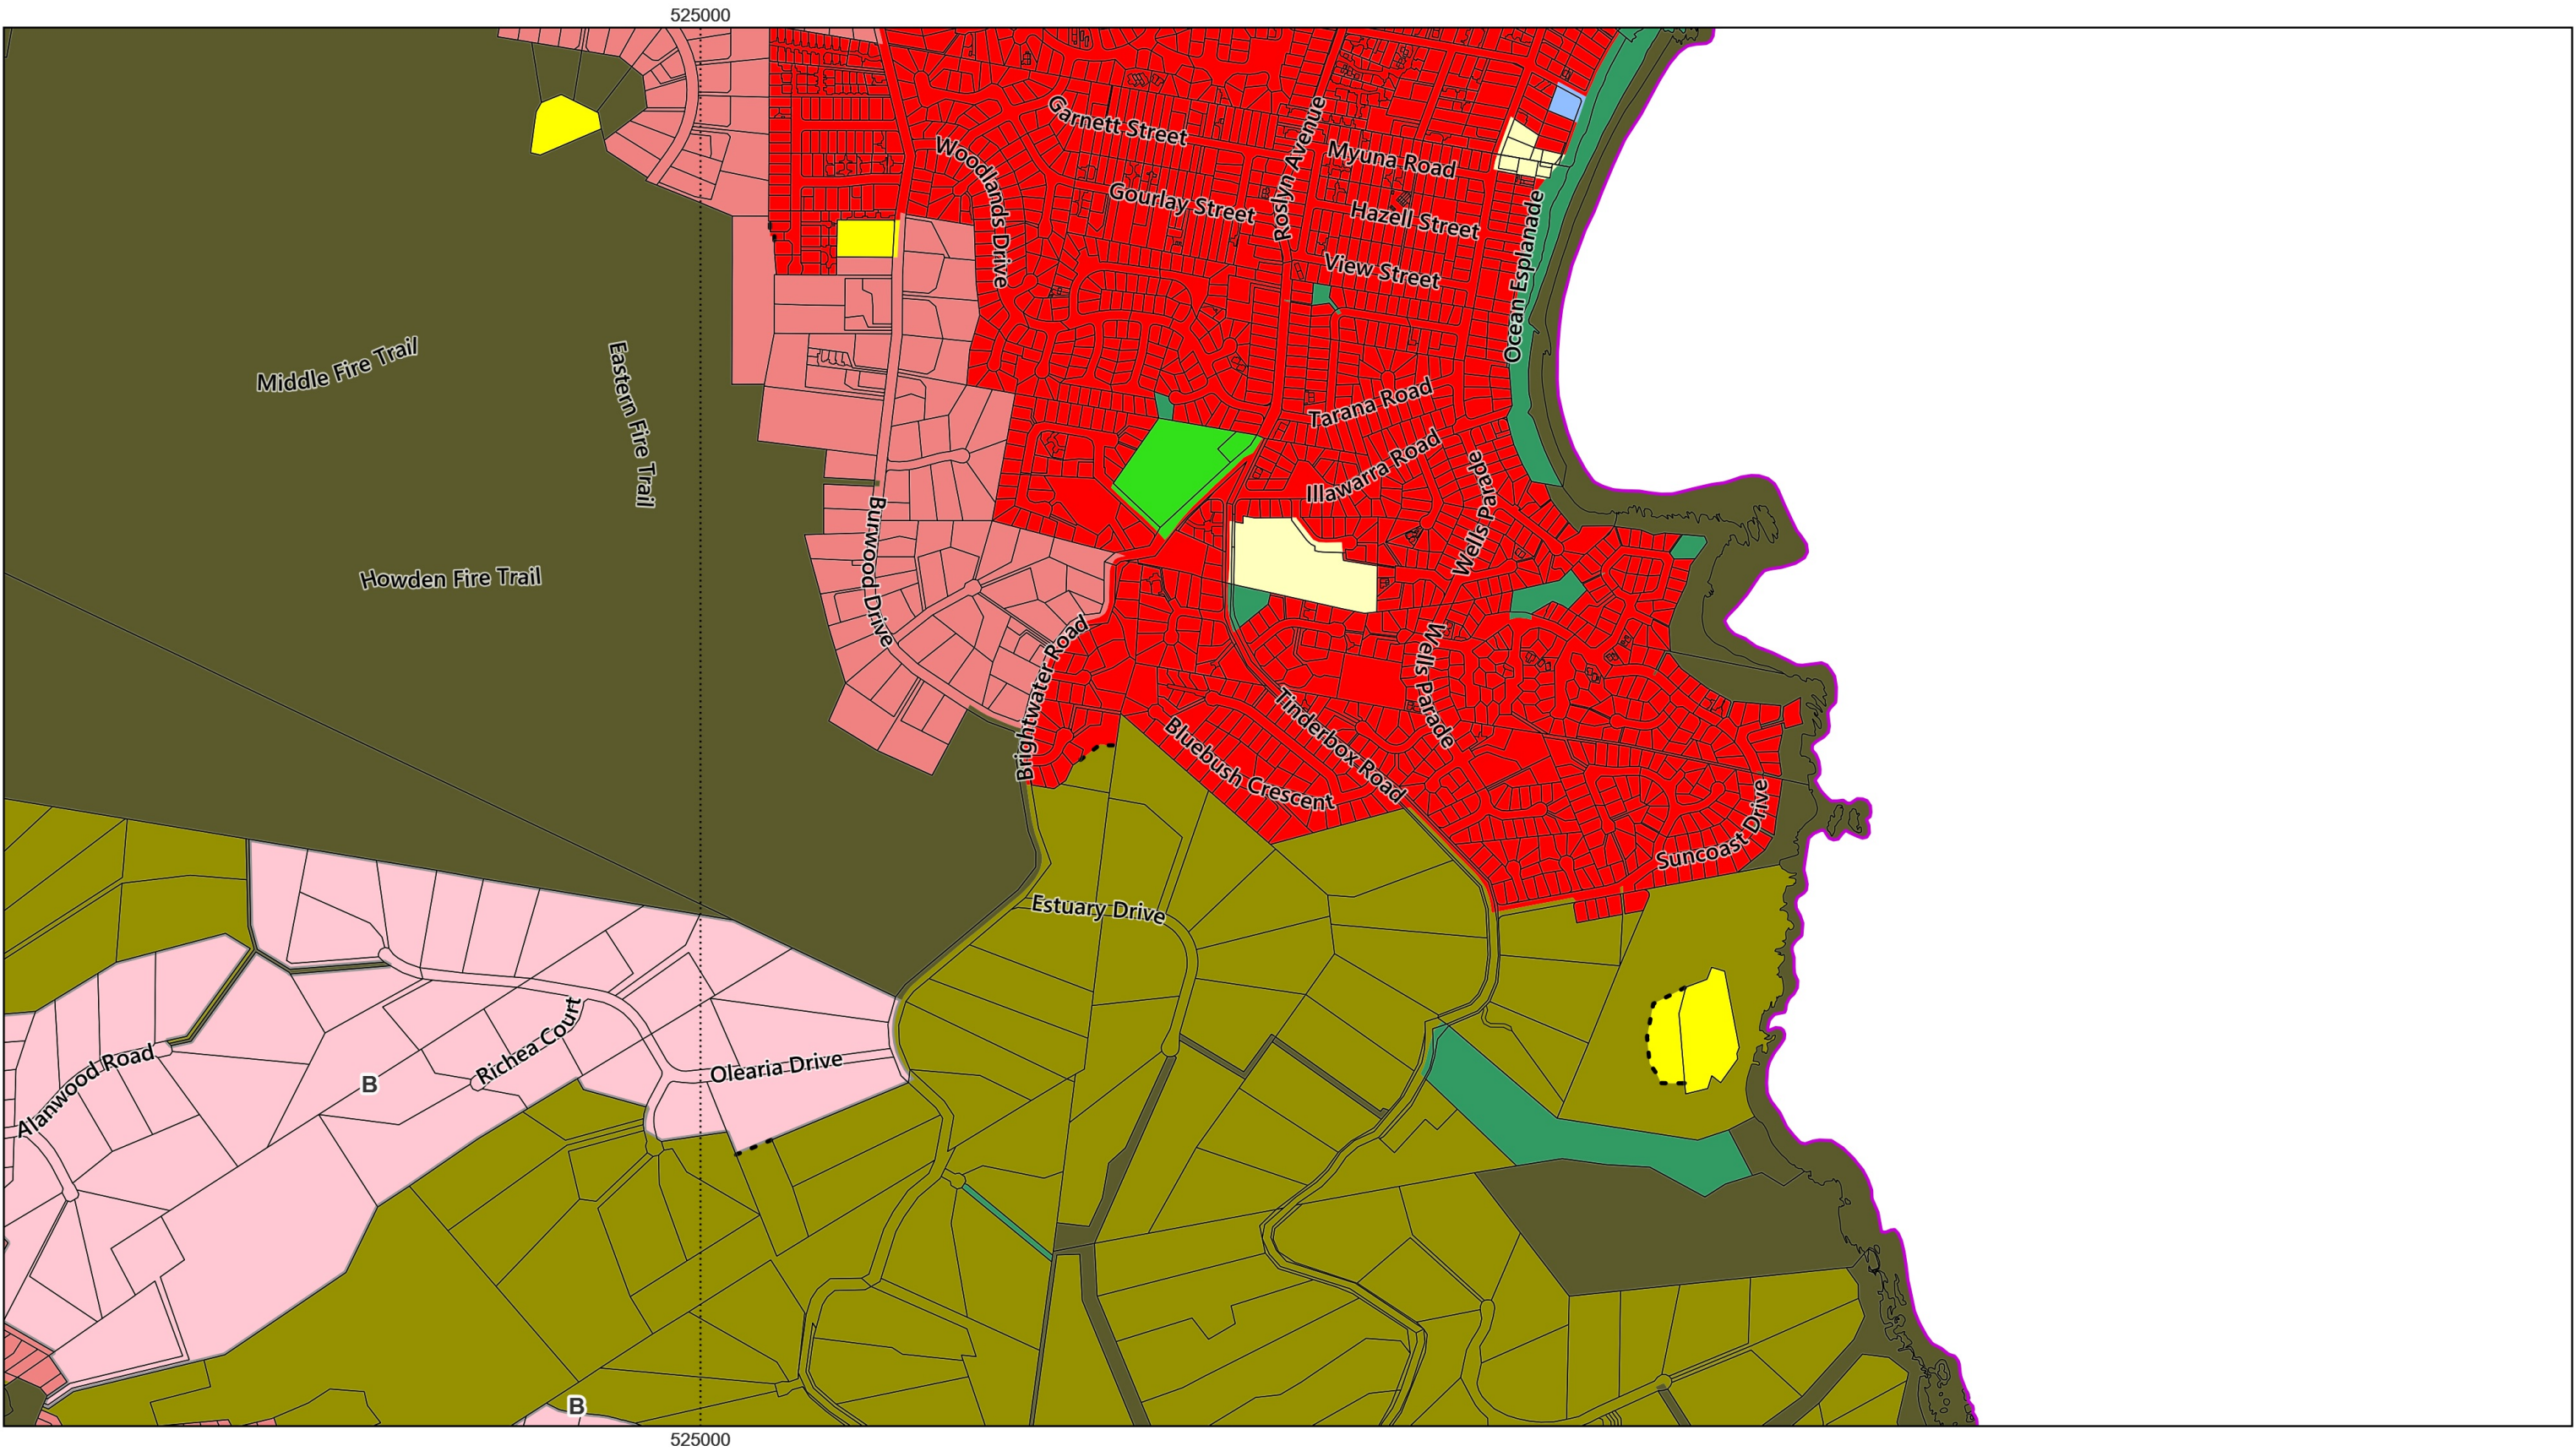 525000
Garnett Street
Roslyn Avenue
Myuna Road
Woodlands Drive
Gourlay Street
Hazell Street
View Street
Ocean Esplanade
Middle Fire Trail
Eastern Fire Trail
Tarana Road
Illawarra Road
Wells Parade
Burwood Drive
Howden Fire Trail
Brightwater Road
Wells Parade
Tinderbox Road
Bluebush Crescent
Suncoast Drive
Estuary Drive
Richea Court
Olearia Drive
Alanwood Road
B
B
525000